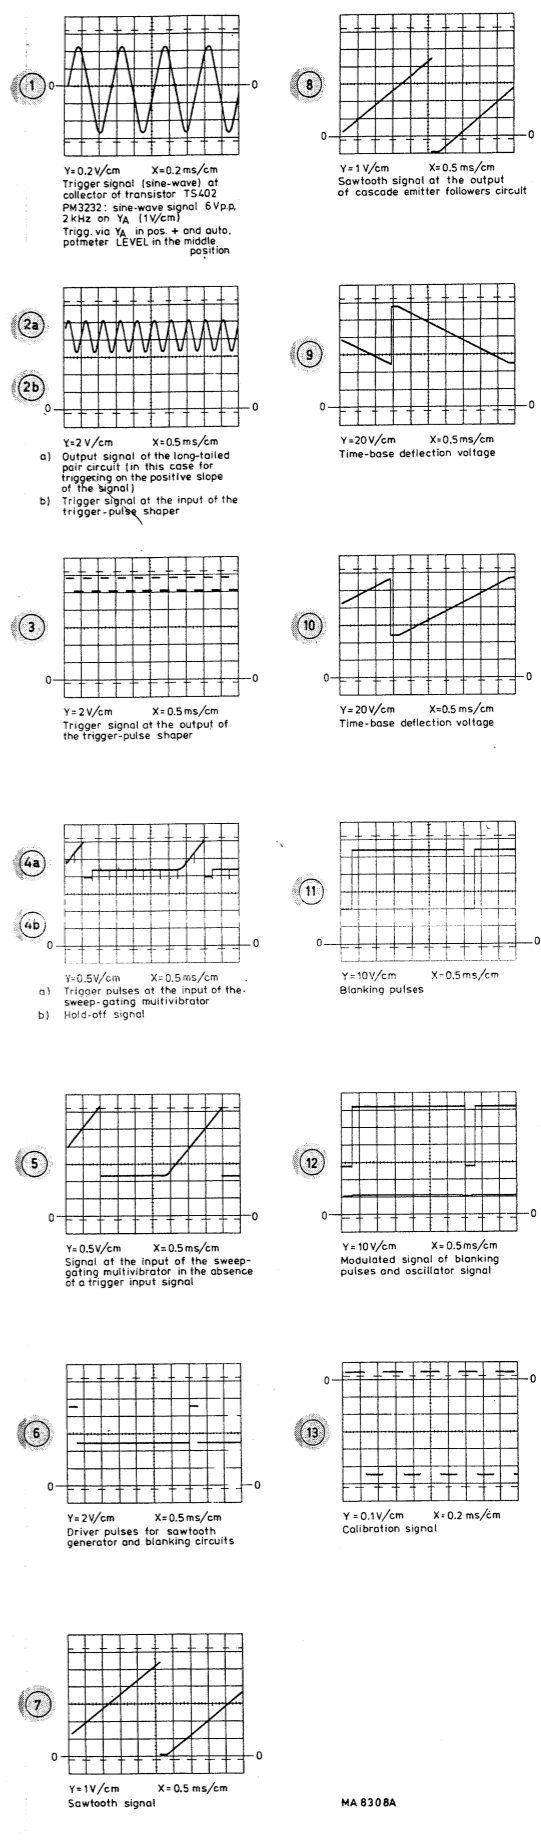 1
0
0
Y=0.2V/cm X=0.2ms/cm
Trigger signal (sine-wave) at
collector of transistor TS402
PM3232: sine-wave signal 6Vp.p,
2kHz on YA (1V/cm)
Trigg. via YA in pos. + and auto,
potmeter LEVEL in the middle
position
2a
2b
0
0
Y=2V/cm X=0.5ms/cm
a) Output signal of the long-tailed
pair circuit (in this case for
triggering on the positive slope
of the signal)
b) Trigger signal at the input of the
trigger-pulse shaper
3
0
0
Y=2V/cm X=0.5ms/cm
Trigger signal at the output of
the trigger-pulse shaper
4a
4b
0
0
Y=0.5V/cm X=0.5ms/cm
a) Trigger pulses at the input of the
sweep-gating multivibrator
b) Hold-off signal
5
0
0
Y=0.5V/cm X=0.5ms/cm
Signal at the input of the sweep-
gating multivibrator in the absence
of a trigger input signal
6
0
0
Y=2V/cm X=0.5ms/cm
Driver pulses for sawtooth
generator and blanking circuits
7
0
0
Y=1V/cm X=0.5ms/cm
Sawtooth signal
8
0
0
Y=1V/cm X=0.5ms/cm
Sawtooth signal at the output
of cascade emitter followers circuit
9
0
0
Y=20V/cm X=0.5ms/cm
Time-base deflection voltage
10
0
0
Y=20V/cm X=0.5ms/cm
Time-base deflection voltage
11
0
0
Y=10V/cm X=0.5ms/cm
Blanking pulses
12
0
0
Y=10V/cm X=0.5ms/cm
Modulated signal of blanking
pulses and oscillator signal
13
0
0
Y=0.1V/cm X=0.2ms/cm
Calibration signal
MA8308A